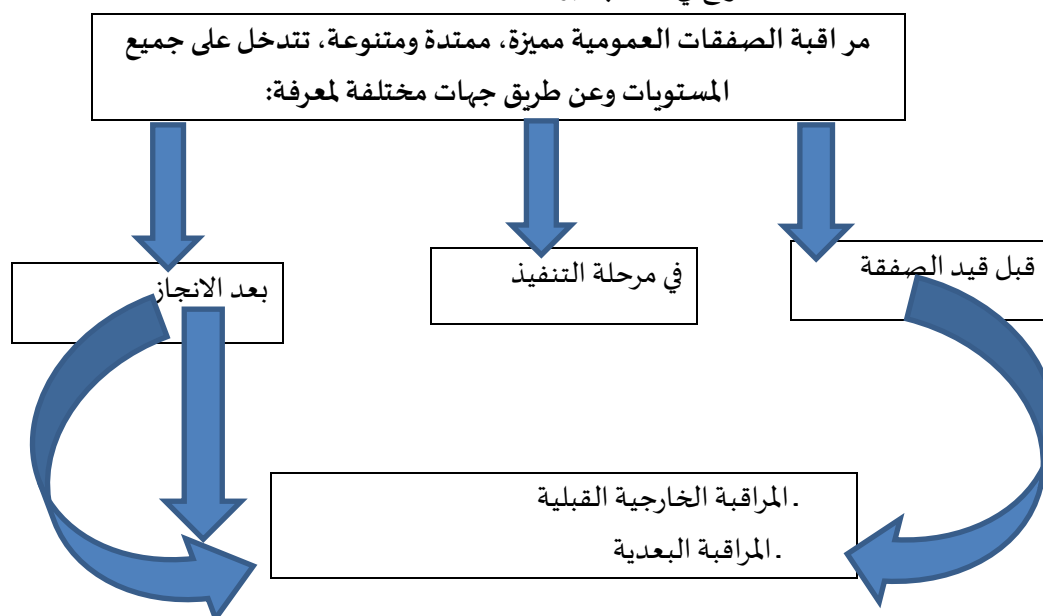 مراقبة الصفقات العمومية مميزة، ممتدة ومتنوعة، تتدخل على جميع
المستويات وعن طريق جهات مختلفة لمعرفة:
قبل قيد الصفقة
في مرحلة التنفيذ
بعد الانجاز
.المراقبة الخارجية القبلية
.المراقبة البعدية